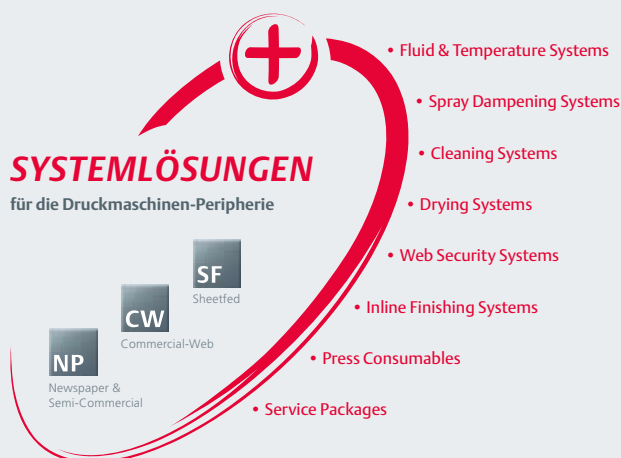 • Fluid & Temperature Systems
• Spray Dampening Systems
• Cleaning Systems
SYSTEMLÖSUNGEN
für die Druckmaschinen-Peripherie
• Drying Systems
• Web Security Systems
SF
Sheetfed
• Inline Finishing Systems
CW
Commercial-Web
NP
Newspaper &
Semi-Commercial
• Press Consumables
• Service Packages